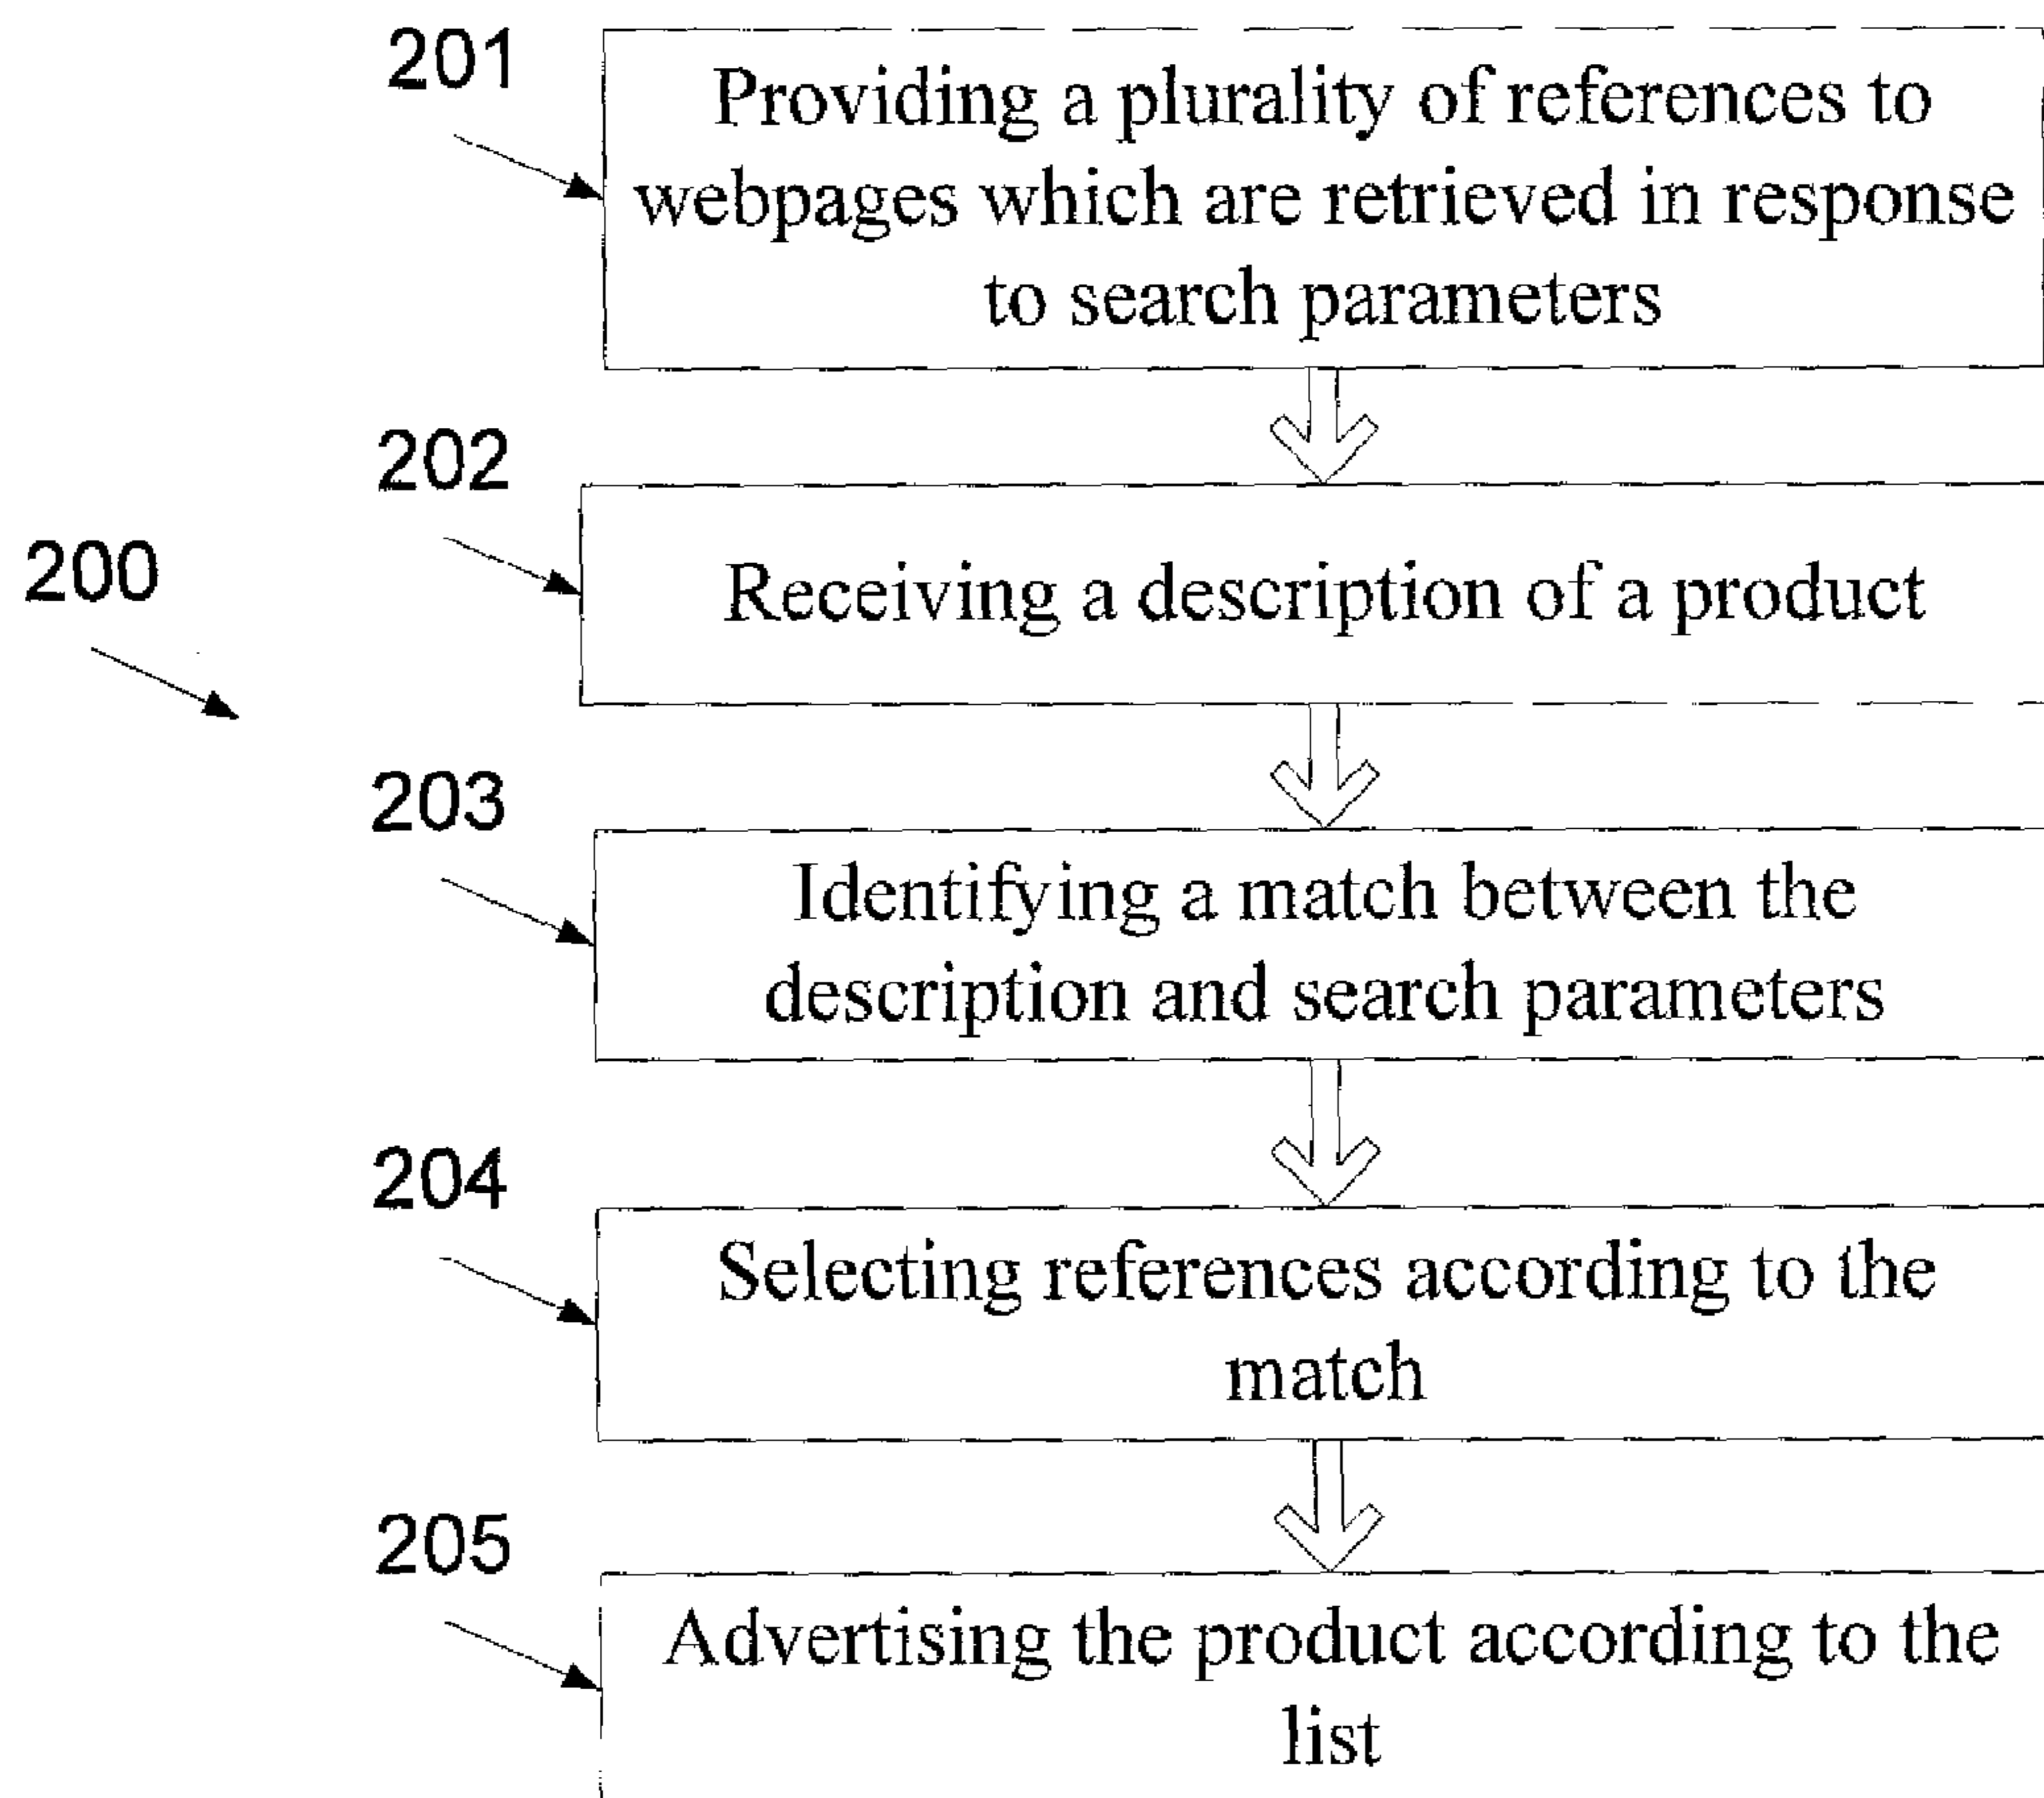 201
Providing a plurality of references to
webpages which are retrieved in response
to search parameters
202
Receiving a description of a product
200
203
Identifying a match between the
description and search parameters
204
Selecting references according to the
match
205
Advertising the product according to the
list